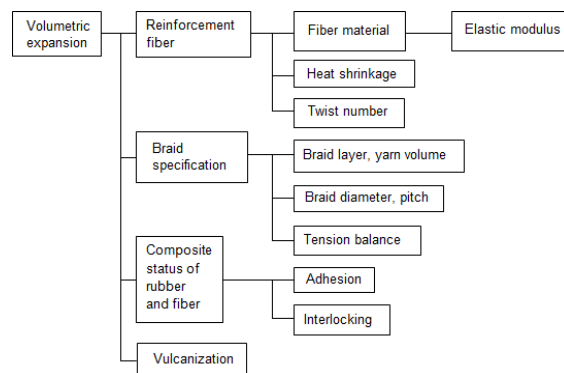 Volumetric
expansion
Reinforcement
fiber
Fiber material
Elastic modulus
Heat shrinkage
Twist number
Braid
specification
Braid layer, yarn volume
Braid diameter, pitch
Tension balance
Composite
status of
rubber
and fiber
Adhesion
Interlocking
Vulcanization